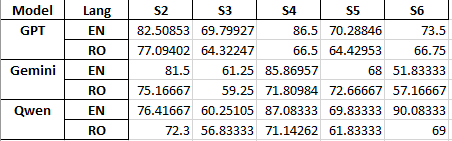 Model Lang S2 S3 S4 S5 S6
GPT EN 82.50853 69.79927 86.5 70.28846 73.5
RO 77.09402 64.32247 66.5 64.42953 66.75
Gemini EN 81.5 61.25 85.86957 68 51.83333
RO 75.16667 59.25 71.80984 72.66667 57.16667
Qwen EN 76.41667 60.25105 87.08333 69.83333 90.08333
RO 72.3 56.83333 71.14262 61.83333 69